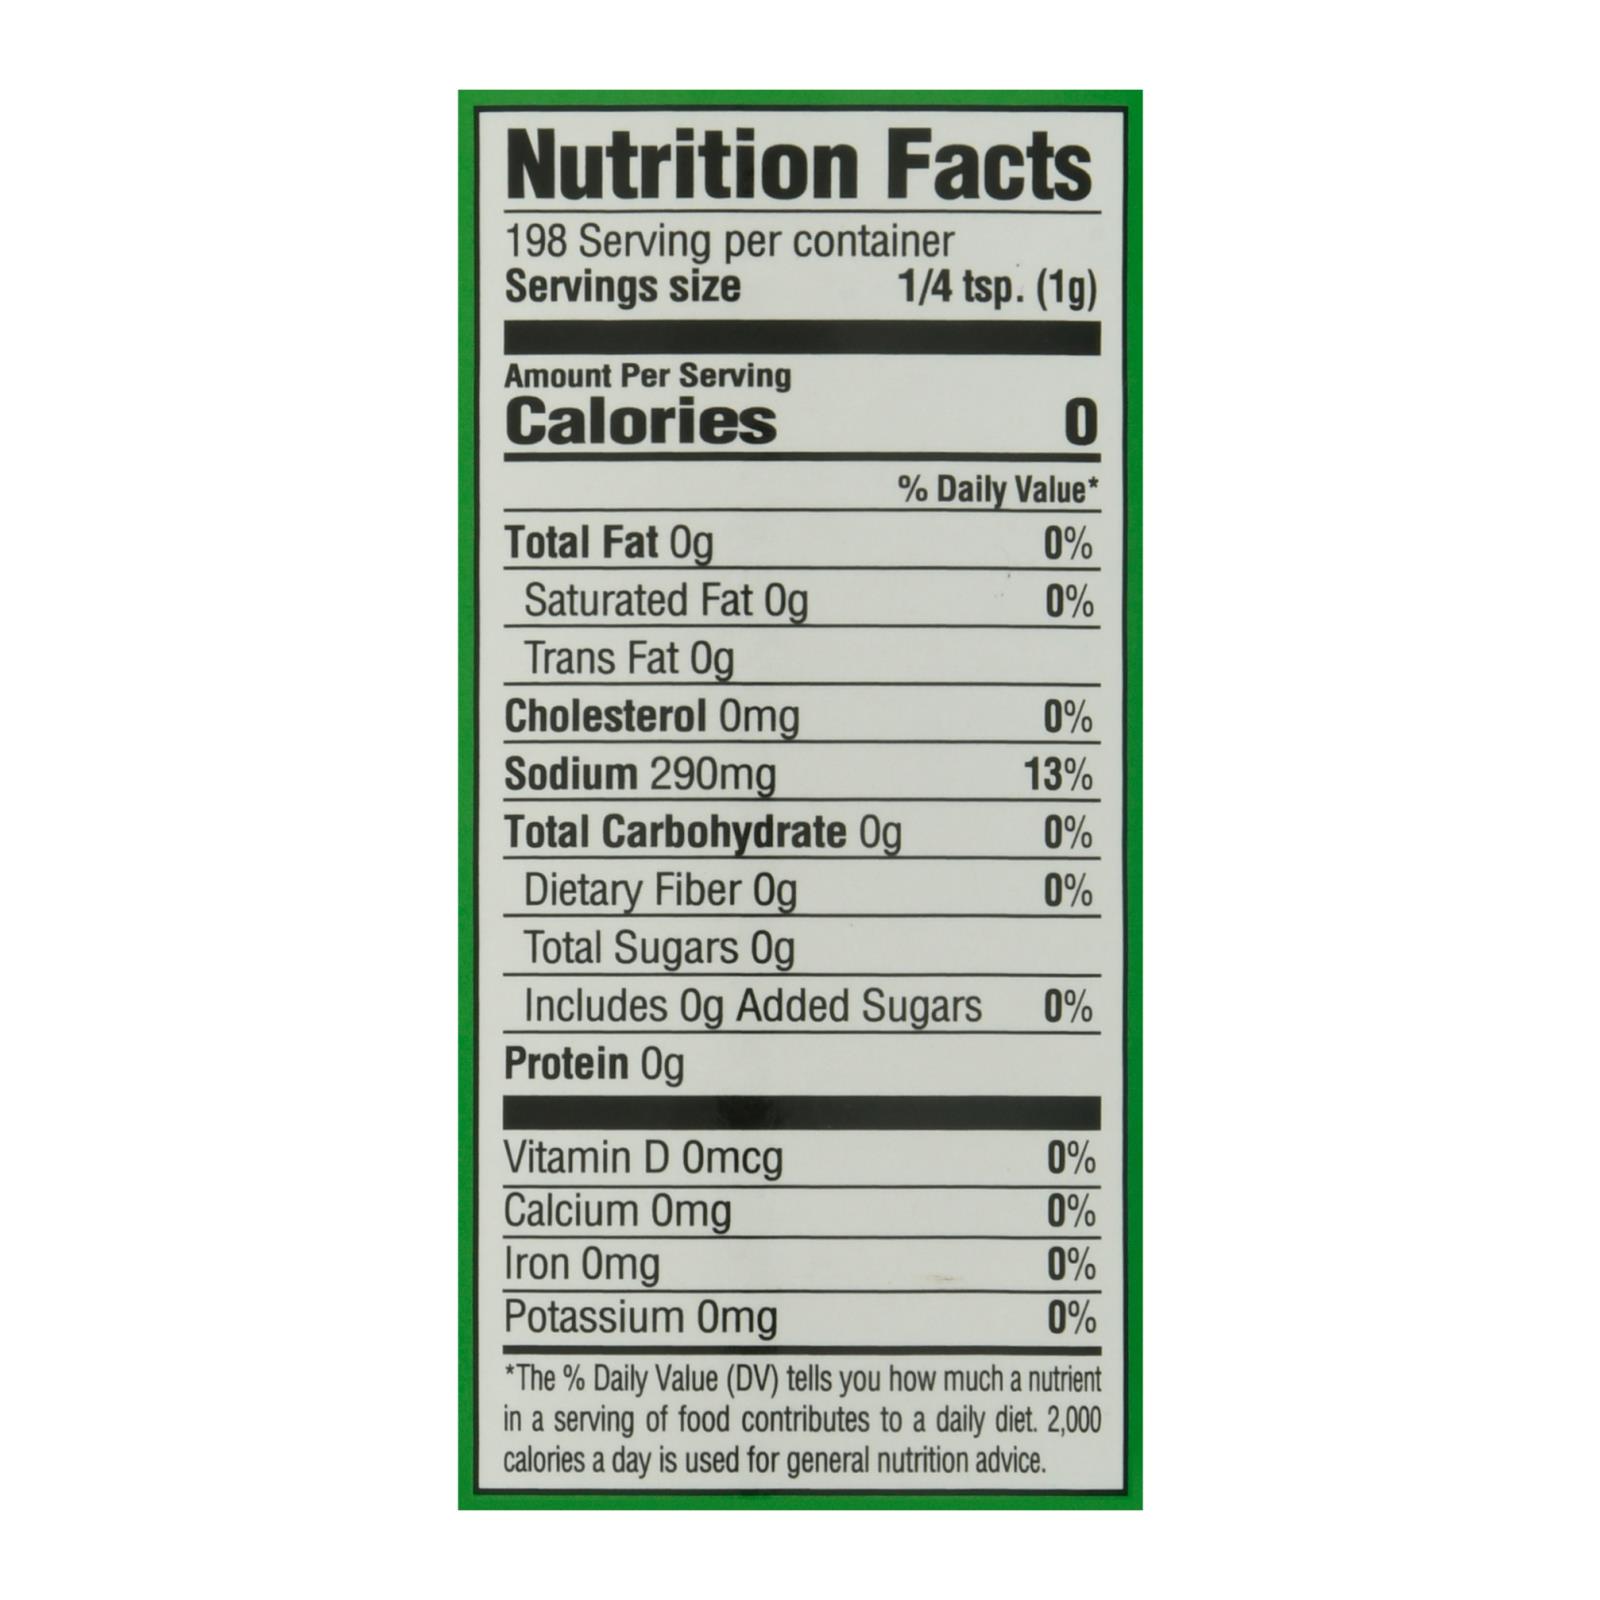 Nutrition Facts
198 Serving per container
Servings size 1/4 tsp. (1g)
Amount Per Serving
Calories 0
% Daily Value*
Total Fat 0g 0%
Saturated Fat 0g 0%
Trans Fat 0g
Cholesterol 0mg 0%
Sodium 290mg 13%
Total Carbohydrate 0g 0%
Dietary Fiber 0g 0%
Total Sugars 0g
Includes 0g Added Sugars 0%
Protein 0g
Vitamin D 0mcg 0%
Calcium 0mg 0%
Iron 0mg 0%
Potassium 0mg 0%
*The % Daily Value (DV) tells you how much a nutrient
in a serving of food contributes to a daily diet. 2,000
calories a day is used for general nutrition advice.